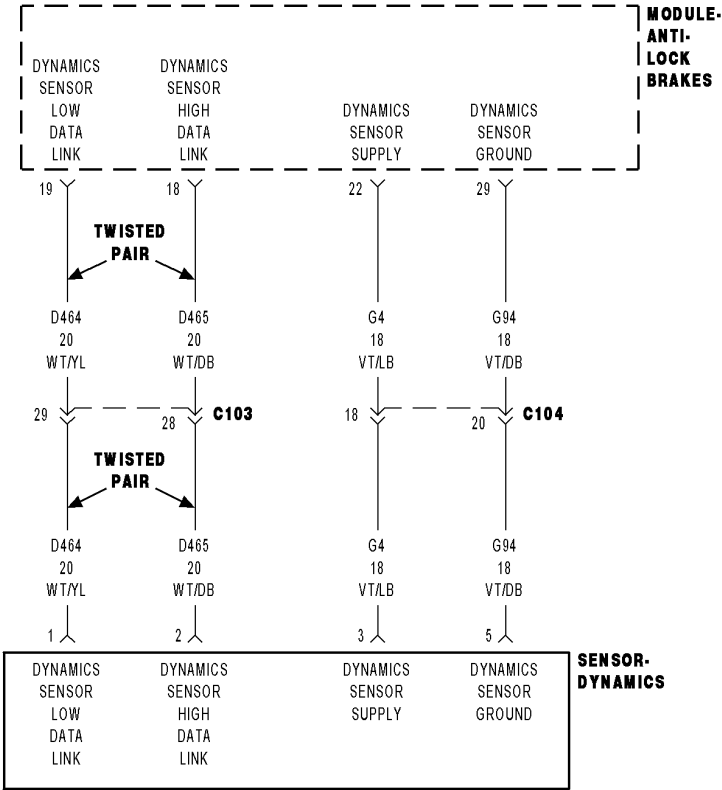 MODULE-
ANTI-
LOCK
BRAKES
DYNAMICS
SENSOR
LOW
DATA
LINK
DYNAMICS
SENSOR
HIGH
DATA
LINK
DYNAMICS
SENSOR
SUPPLY
DYNAMICS
SENSOR
GROUND
19
18
22
29
TWISTED
PAIR
D464
20
WT/YL
D465
20
WT/DB
G4
18
VT/LB
G94
18
VT/DB
29
28
C103
18
20
C104
TWISTED
PAIR
D464
20
WT/YL
D465
20
WT/DB
G4
18
VT/LB
G94
18
VT/DB
1
2
3
5
SENSOR-
DYNAMICS
DYNAMICS
SENSOR
LOW
DATA
LINK
DYNAMICS
SENSOR
HIGH
DATA
LINK
DYNAMICS
SENSOR
SUPPLY
DYNAMICS
SENSOR
GROUND